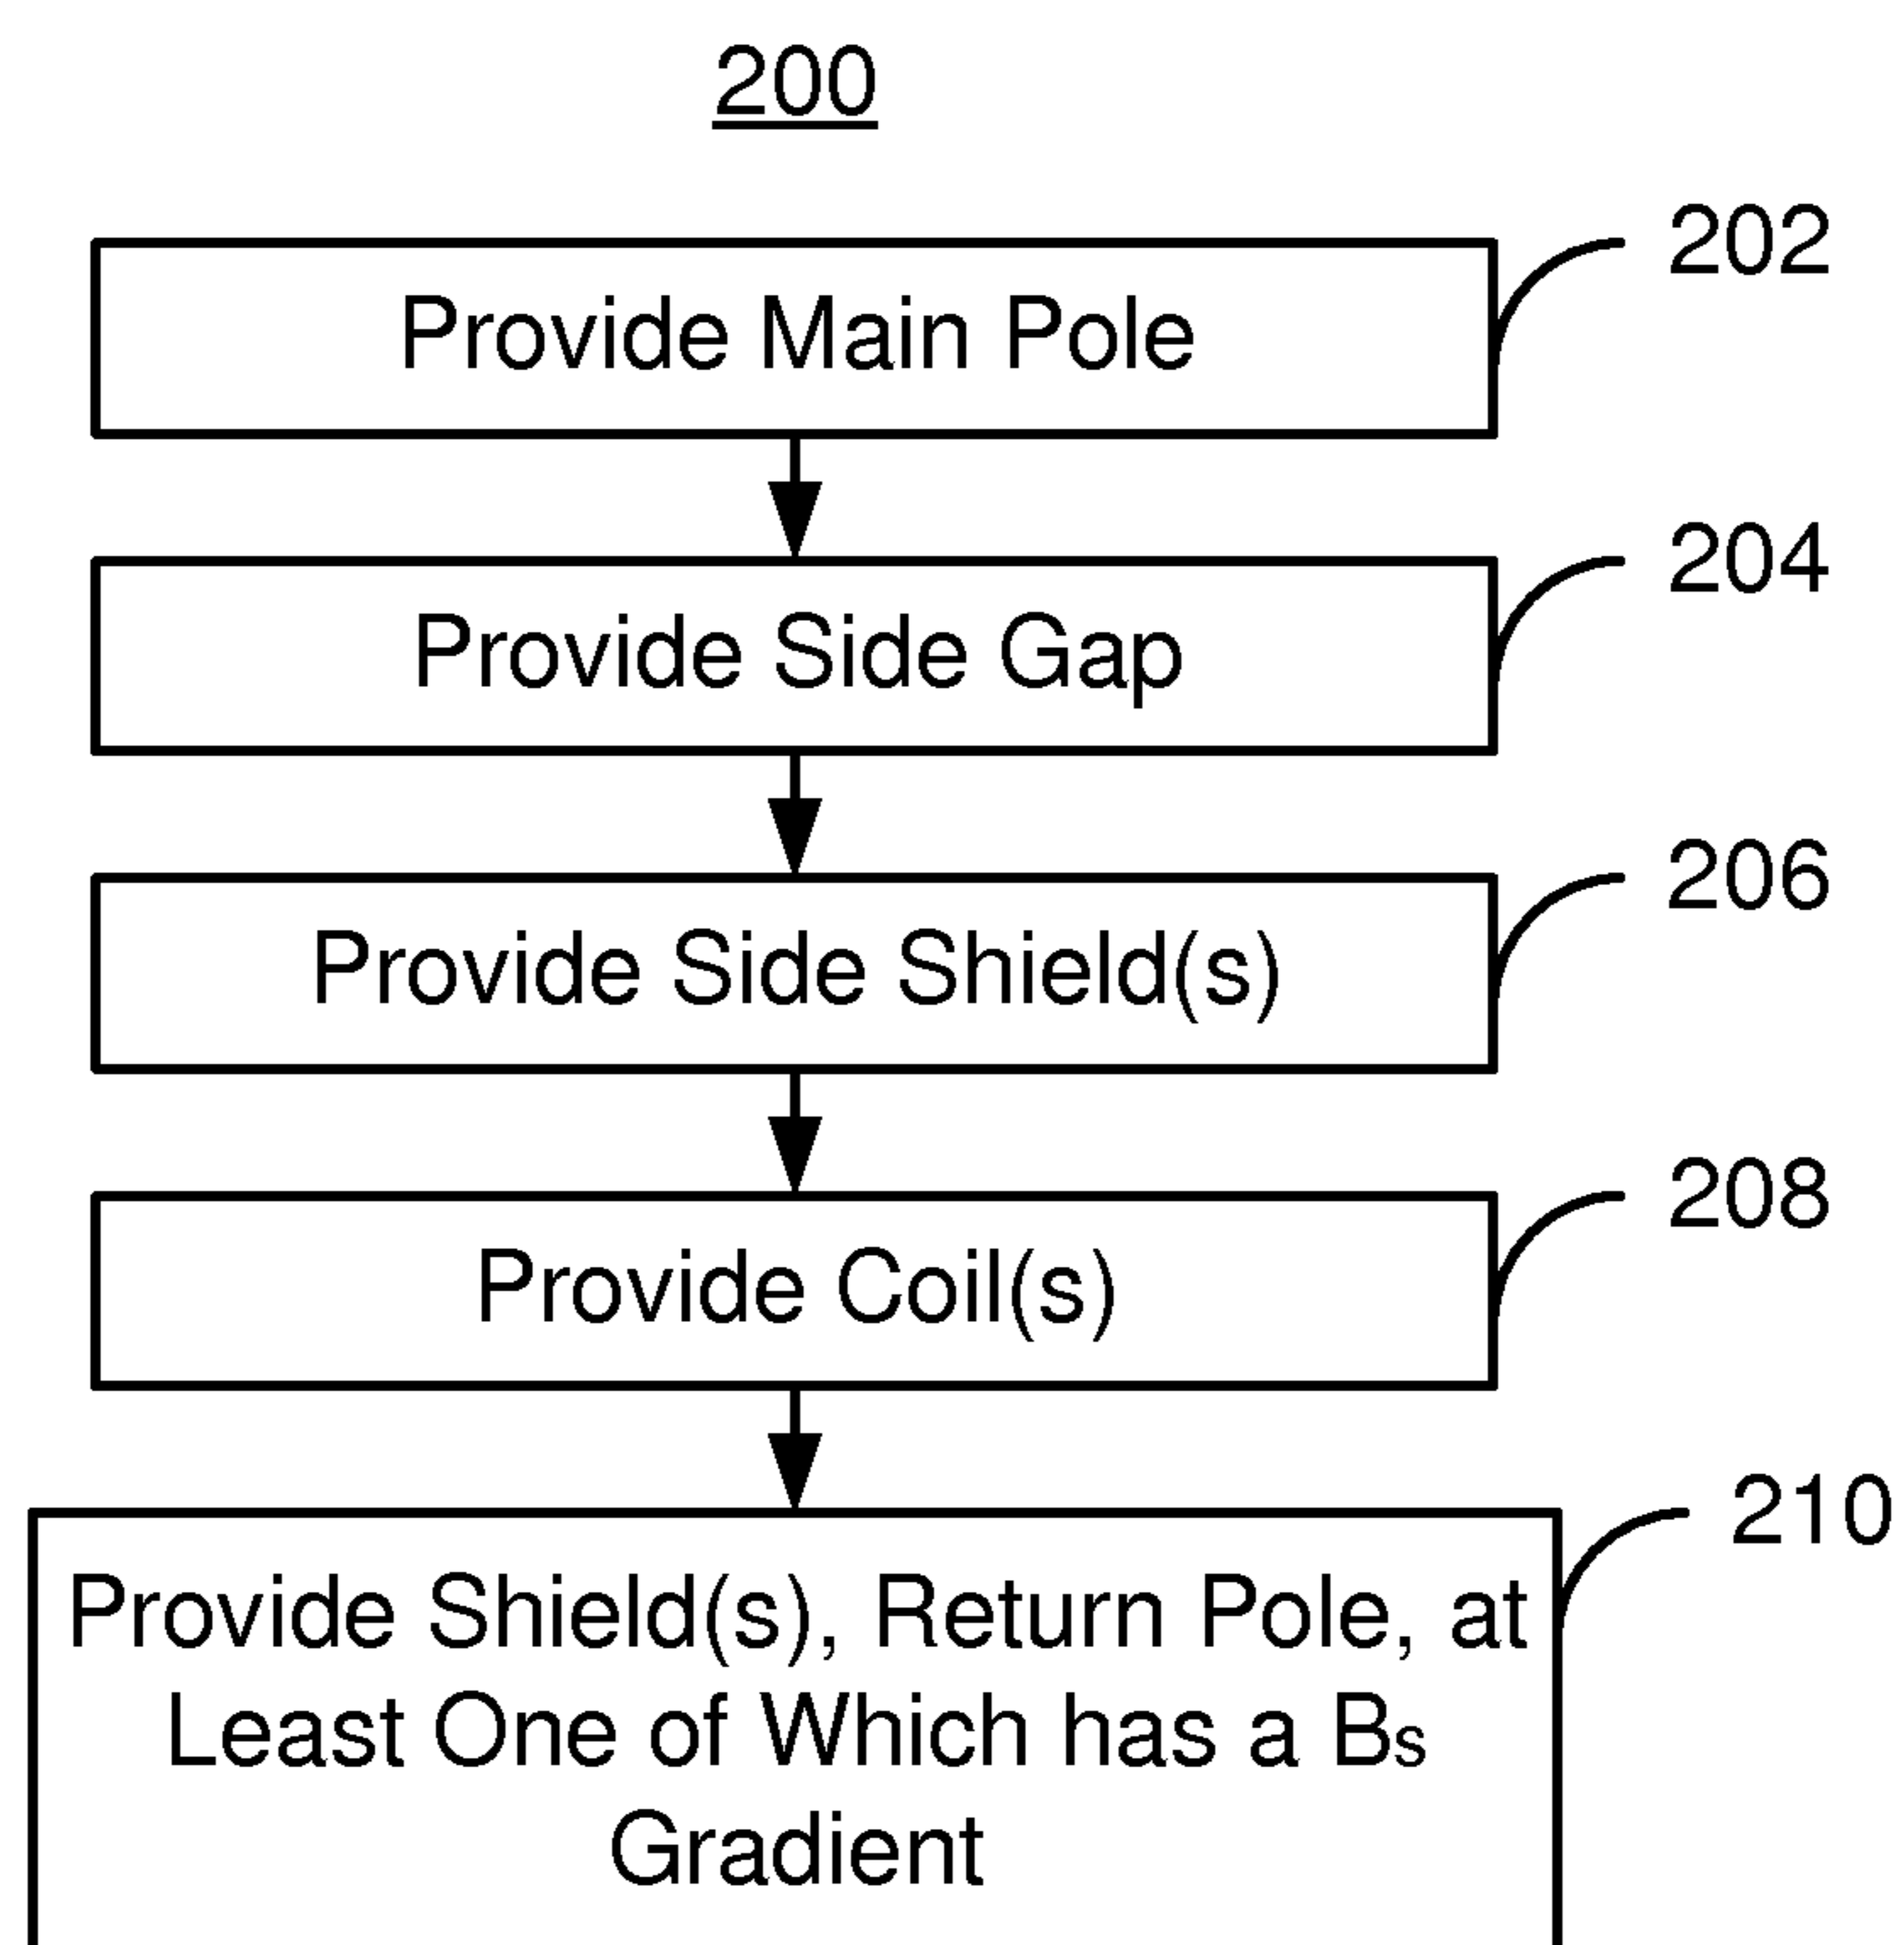 200
202
Provide Main Pole
204
Provide Side Gap
206
Provide Side Shield(s)
208
Provide Coil(s)
210
Provide Shield(s), Return Pole, at
Least One of Which has a Bs
Gradient